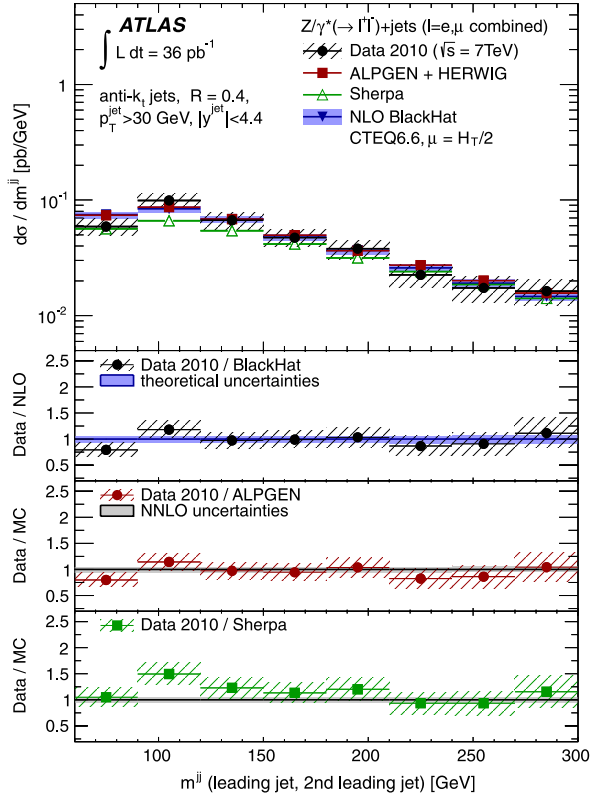 ATLAS
∫ L dt = 36 pb⁻¹
anti-kₜ jets, R = 0.4,
p_T^jet>30 GeV, |y^jet|<4.4
Z/γ*(→ l⁺l⁻)+jets (l=e,μ combined)
Data 2010 (√s = 7TeV)
ALPGEN + HERWIG
Sherpa
NLO BlackHat
CTEQ6.6, μ = H_T/2
dσ/dm^jj [pb/GeV]
1
10⁻¹
10⁻²
Data 2010 / BlackHat
theoretical uncertainties
Data / NLO
2.5
2
1.5
1
0.5
Data 2010 / ALPGEN
NNLO uncertainties
Data / MC
2.5
2
1.5
1
0.5
Data 2010 / Sherpa
Data / MC
2.5
2
1.5
1
0.5
100 150 200 250 300
m^jj (leading jet, 2nd leading jet) [GeV]